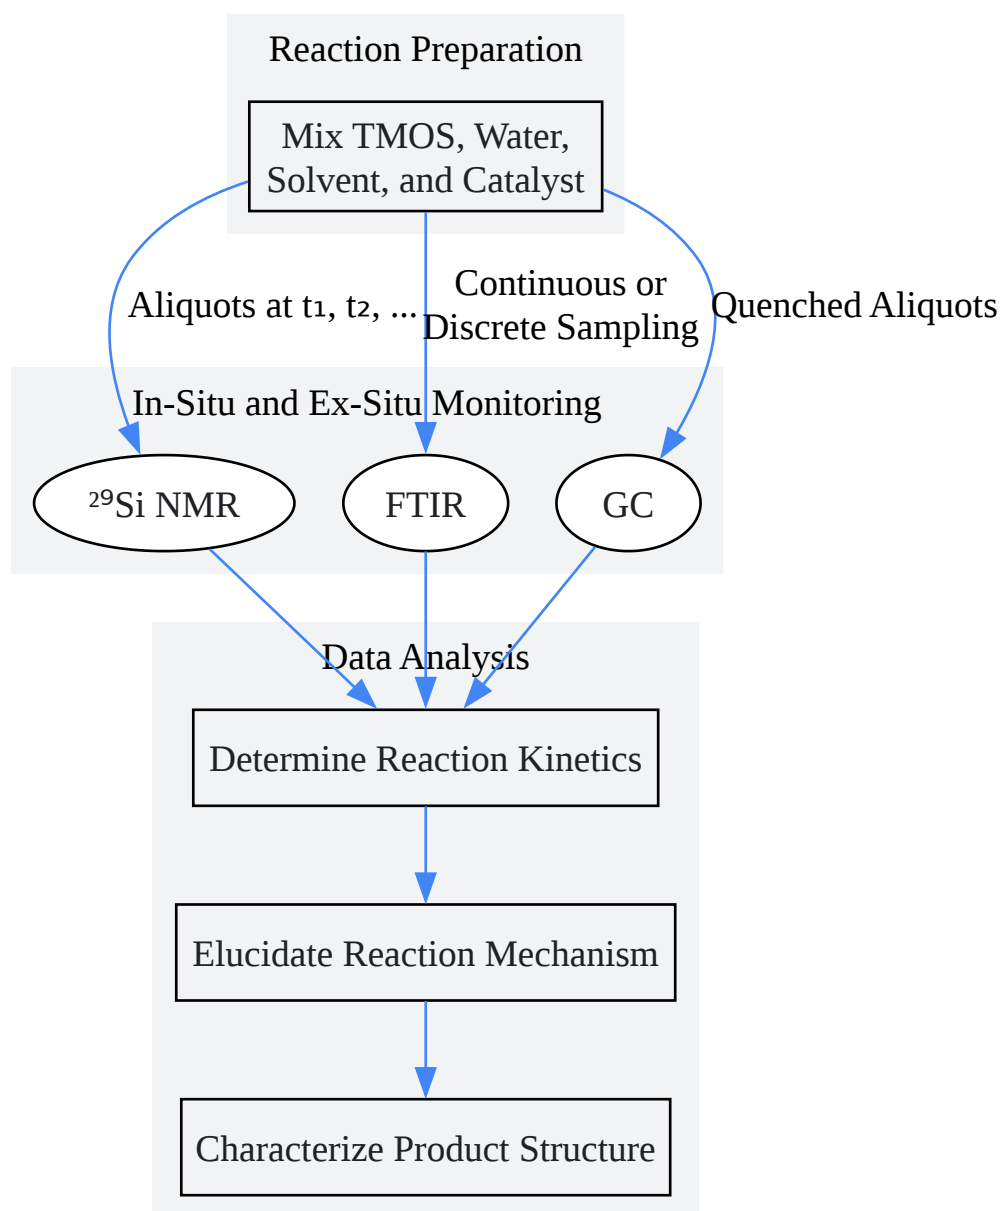 Reaction Preparation
Mix TMOS, Water,
Solvent, and Catalyst
Aliquots at t₁, t₂, ...
Continuous or
Discrete Sampling
Quenched Aliquots
In-Situ and Ex-Situ Monitoring
²⁹Si NMR
FTIR
GC
Data Analysis
Determine Reaction Kinetics
Elucidate Reaction Mechanism
Characterize Product Structure